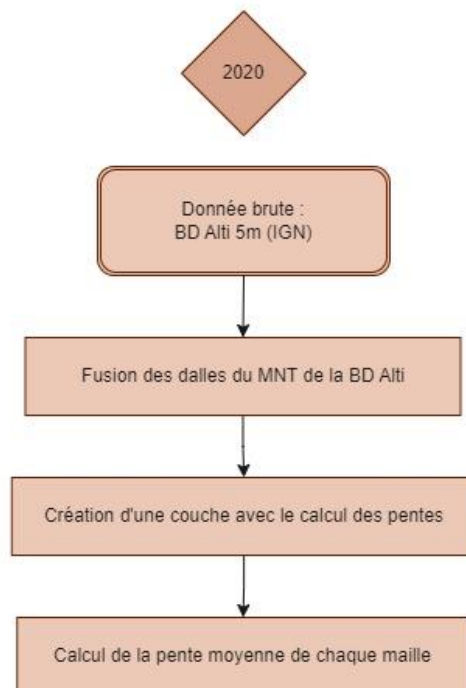 2020
Donnée brute :
BD Alti 5m (IGN)
Fusion des dalles du MNT de la BD Alti
Création d'une couche avec le calcul des pentes
Calcul de la pente moyenne de chaque maille